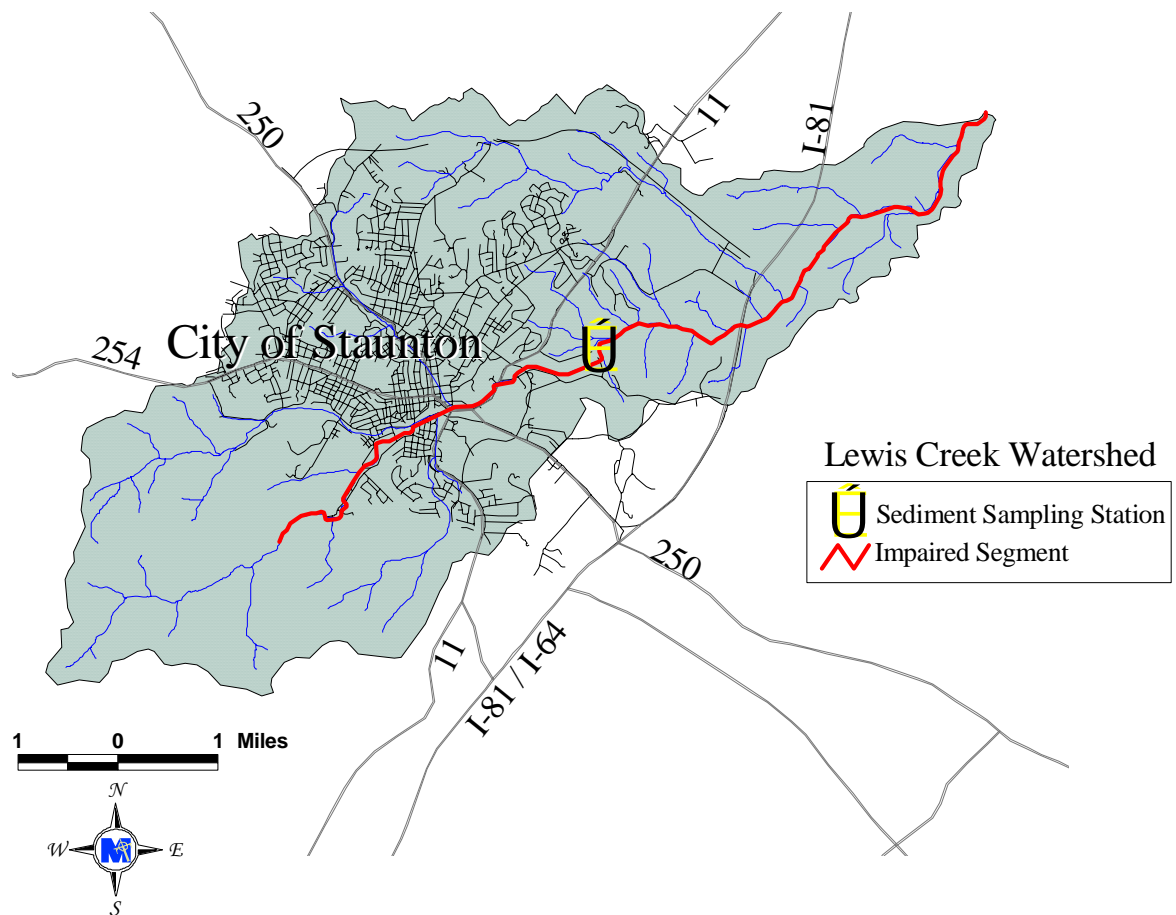 250
11
I-81
City of Staunton
254
Lewis Creek Watershed
Sediment Sampling Station
Impaired Segment
250
11
I-81 / I-64
1 0 1 Miles
N
W E
S